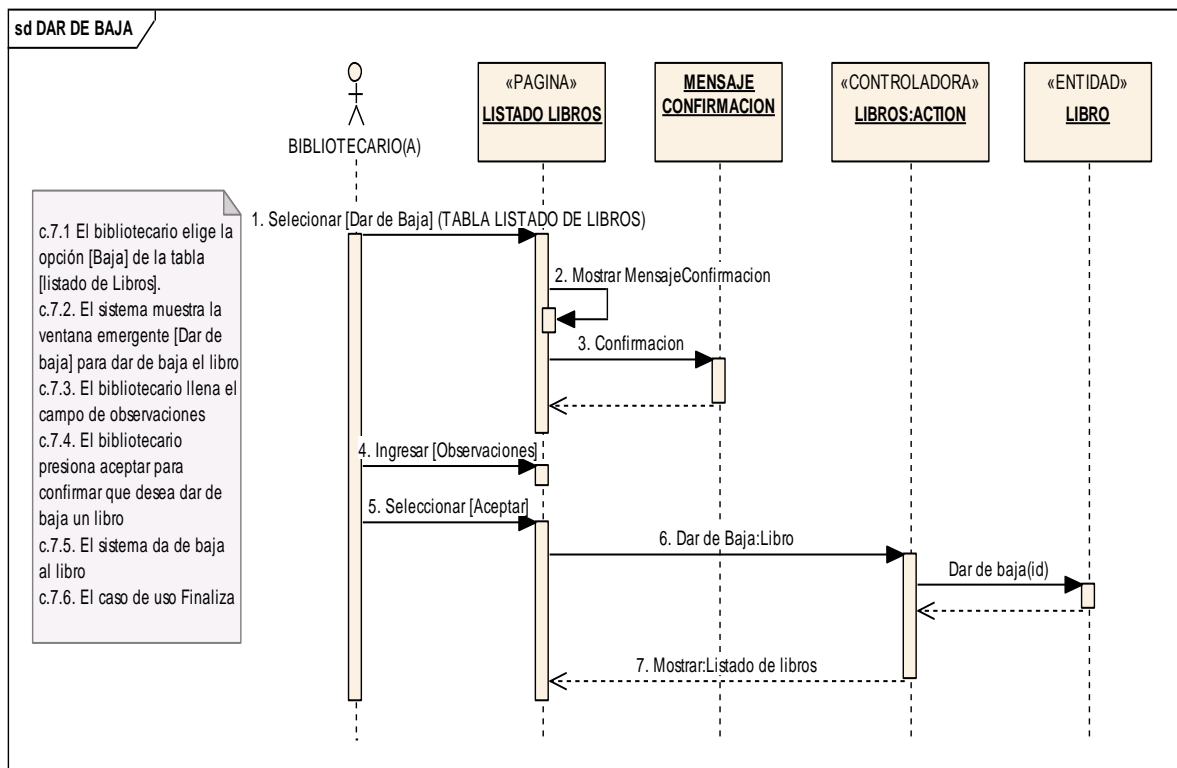 sd DAR DE BAJA
BIBLIOTECARIO(A)
«PAGINA»
LISTADO LIBROS
MENSAJE
CONFIRMACION
«CONTROLADORA»
LIBROS:ACTION
«ENTIDAD»
LIBRO
c.7.1 El bibliotecario elige la
opción [Baja] de la tabla
[listado de Libros].
c.7.2. El sistema muestra la
ventana emergente [Dar de
baja] para dar de baja el libro
c.7.3. El bibliotecario llena el
campo de observaciones
c.7.4. El bibliotecario
presiona aceptar para
confirmar que desea dar de
baja un libro
c.7.5. El sistema da de baja
al libro
c.7.6. El caso de uso Finaliza
1. Selecionar [Dar de Baja] (TABLA LISTADO DE LIBROS)
2. Mostrar MensajeConfirmacion
3. Confirmacion
4. Ingresar [Observaciones]
5. Seleccionar [Aceptar]
6. Dar de Baja:Libro
Dar de baja(id)
7. Mostrar:Listado de libros